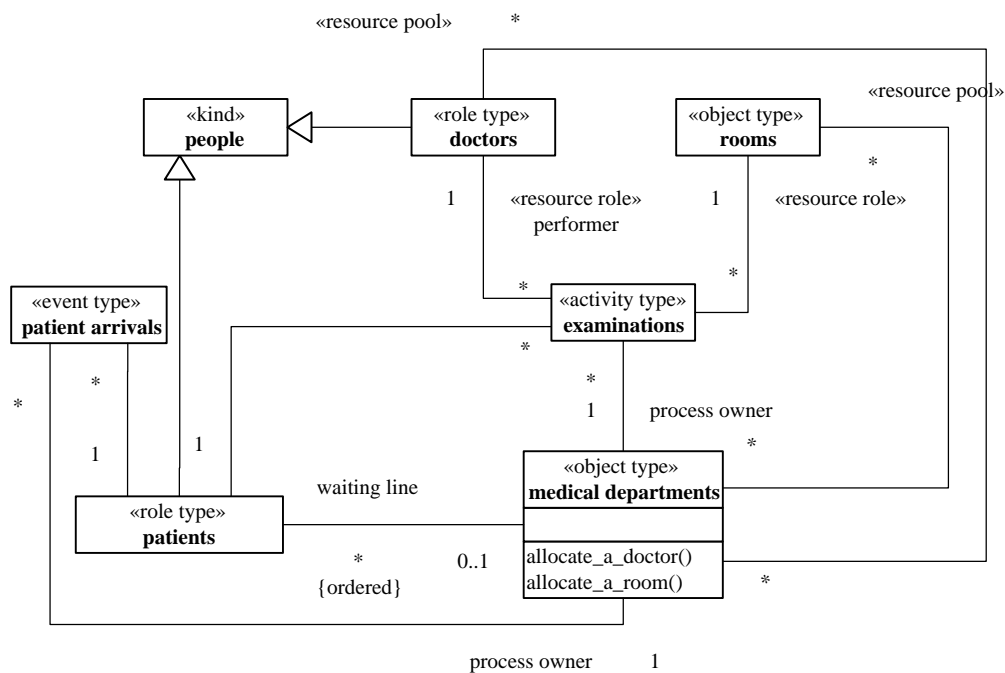 «resource pool»
*
«resource pool»
«kind»
people
«role type»
doctors
«object type»
rooms
*
1
«resource role»
performer
1
«resource role»
*
*
«event type»
patient arrivals
«activity type»
examinations
*
*
*
*
1
process owner
1
1
*
«object type»
medical departments
waiting line
«role type»
patients
*
{ordered}
0..1
allocate_a_doctor()
allocate_a_room()
*
process owner
1